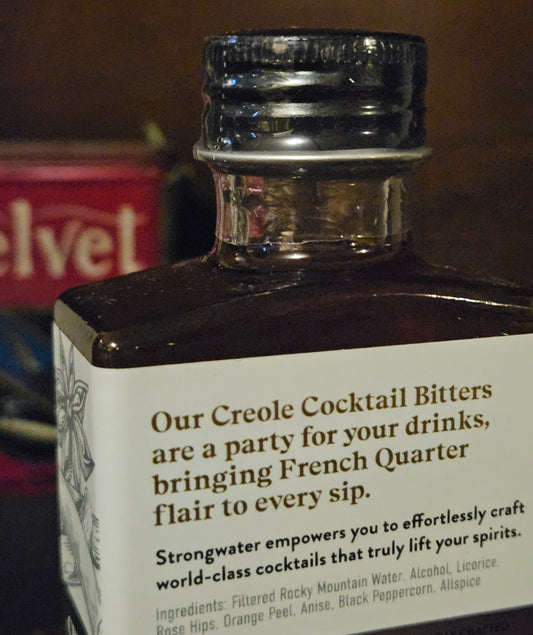 elvet
Our Creole Cocktail Bitters
are a party for your drinks,
bringing French Quarter
flair to every sip.
Strongwater empowers you to effortlessly craft
world-class cocktails that truly lift your spirits.
Ingredients: Filtered Rocky Mountain Water, Alcohol, Licorice,
Rose Hips, Orange Peel, Anise, Black Peppercorn, Allspice
CRAFTED